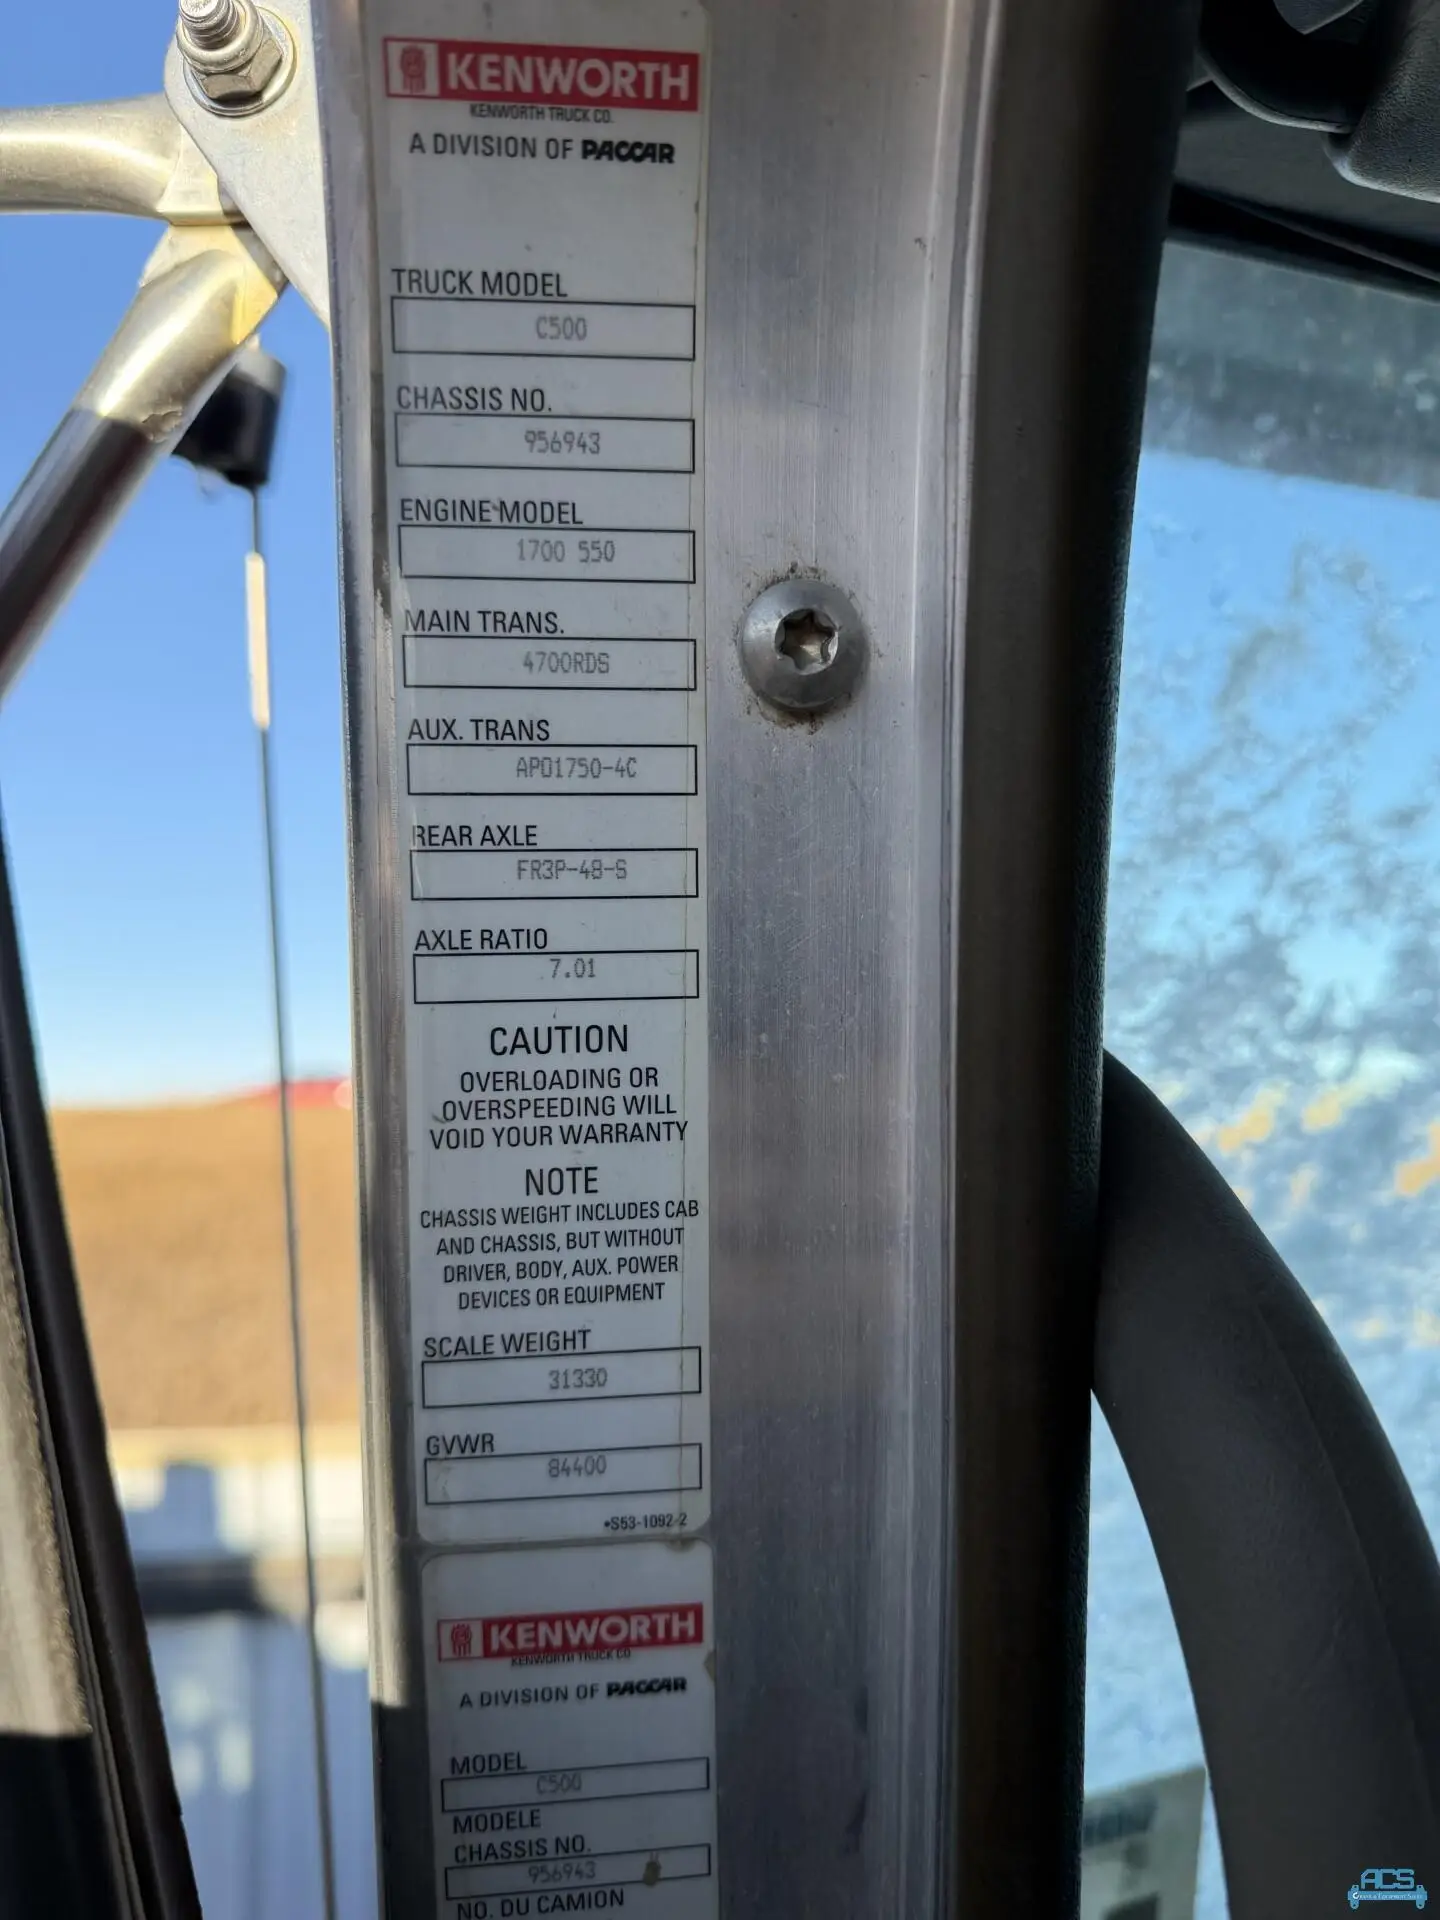 KENWORTH
KENWORTH TRUCK CO.
A DIVISION OF PACCAR
TRUCK MODEL
C500
CHASSIS NO.
956943
ENGINE MODEL
1700 550
MAIN TRANS.
4700RDS
AUX. TRANS
APO1750-4C
REAR AXLE
FR3P-48-S
AXLE RATIO
7.01
CAUTION
OVERLOADING OR
OVERSPEEDING WILL
VOID YOUR WARRANTY
NOTE
CHASSIS WEIGHT INCLUDES CAB
AND CHASSIS, BUT WITHOUT
DRIVER, BODY, AUX. POWER
DEVICES OR EQUIPMENT
SCALE WEIGHT
31330
GVWR
84400
•S53-1092-2
KENWORTH
KENWORTH TRUCK CO
A DIVISION OF PACCAR
MODEL
C500
MODELE
CHASSIS NO.
956943
NO. DU CAMION
ACS